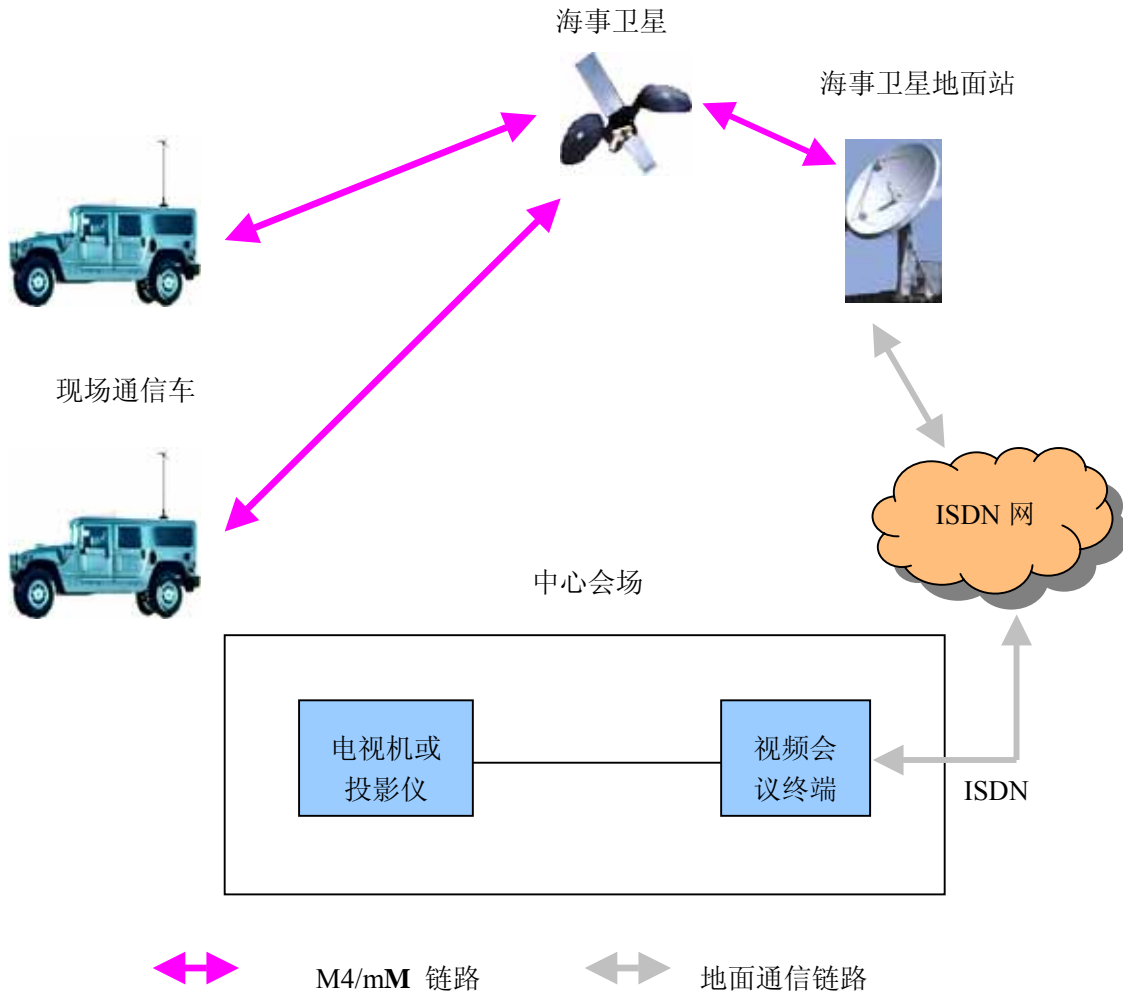 海事卫星
海事卫星地面站
现场通信车
ISDN 网
中心会场
电视机或
投影仪
视频会
议终端
ISDN
M4/mM 链路
地面通信链路